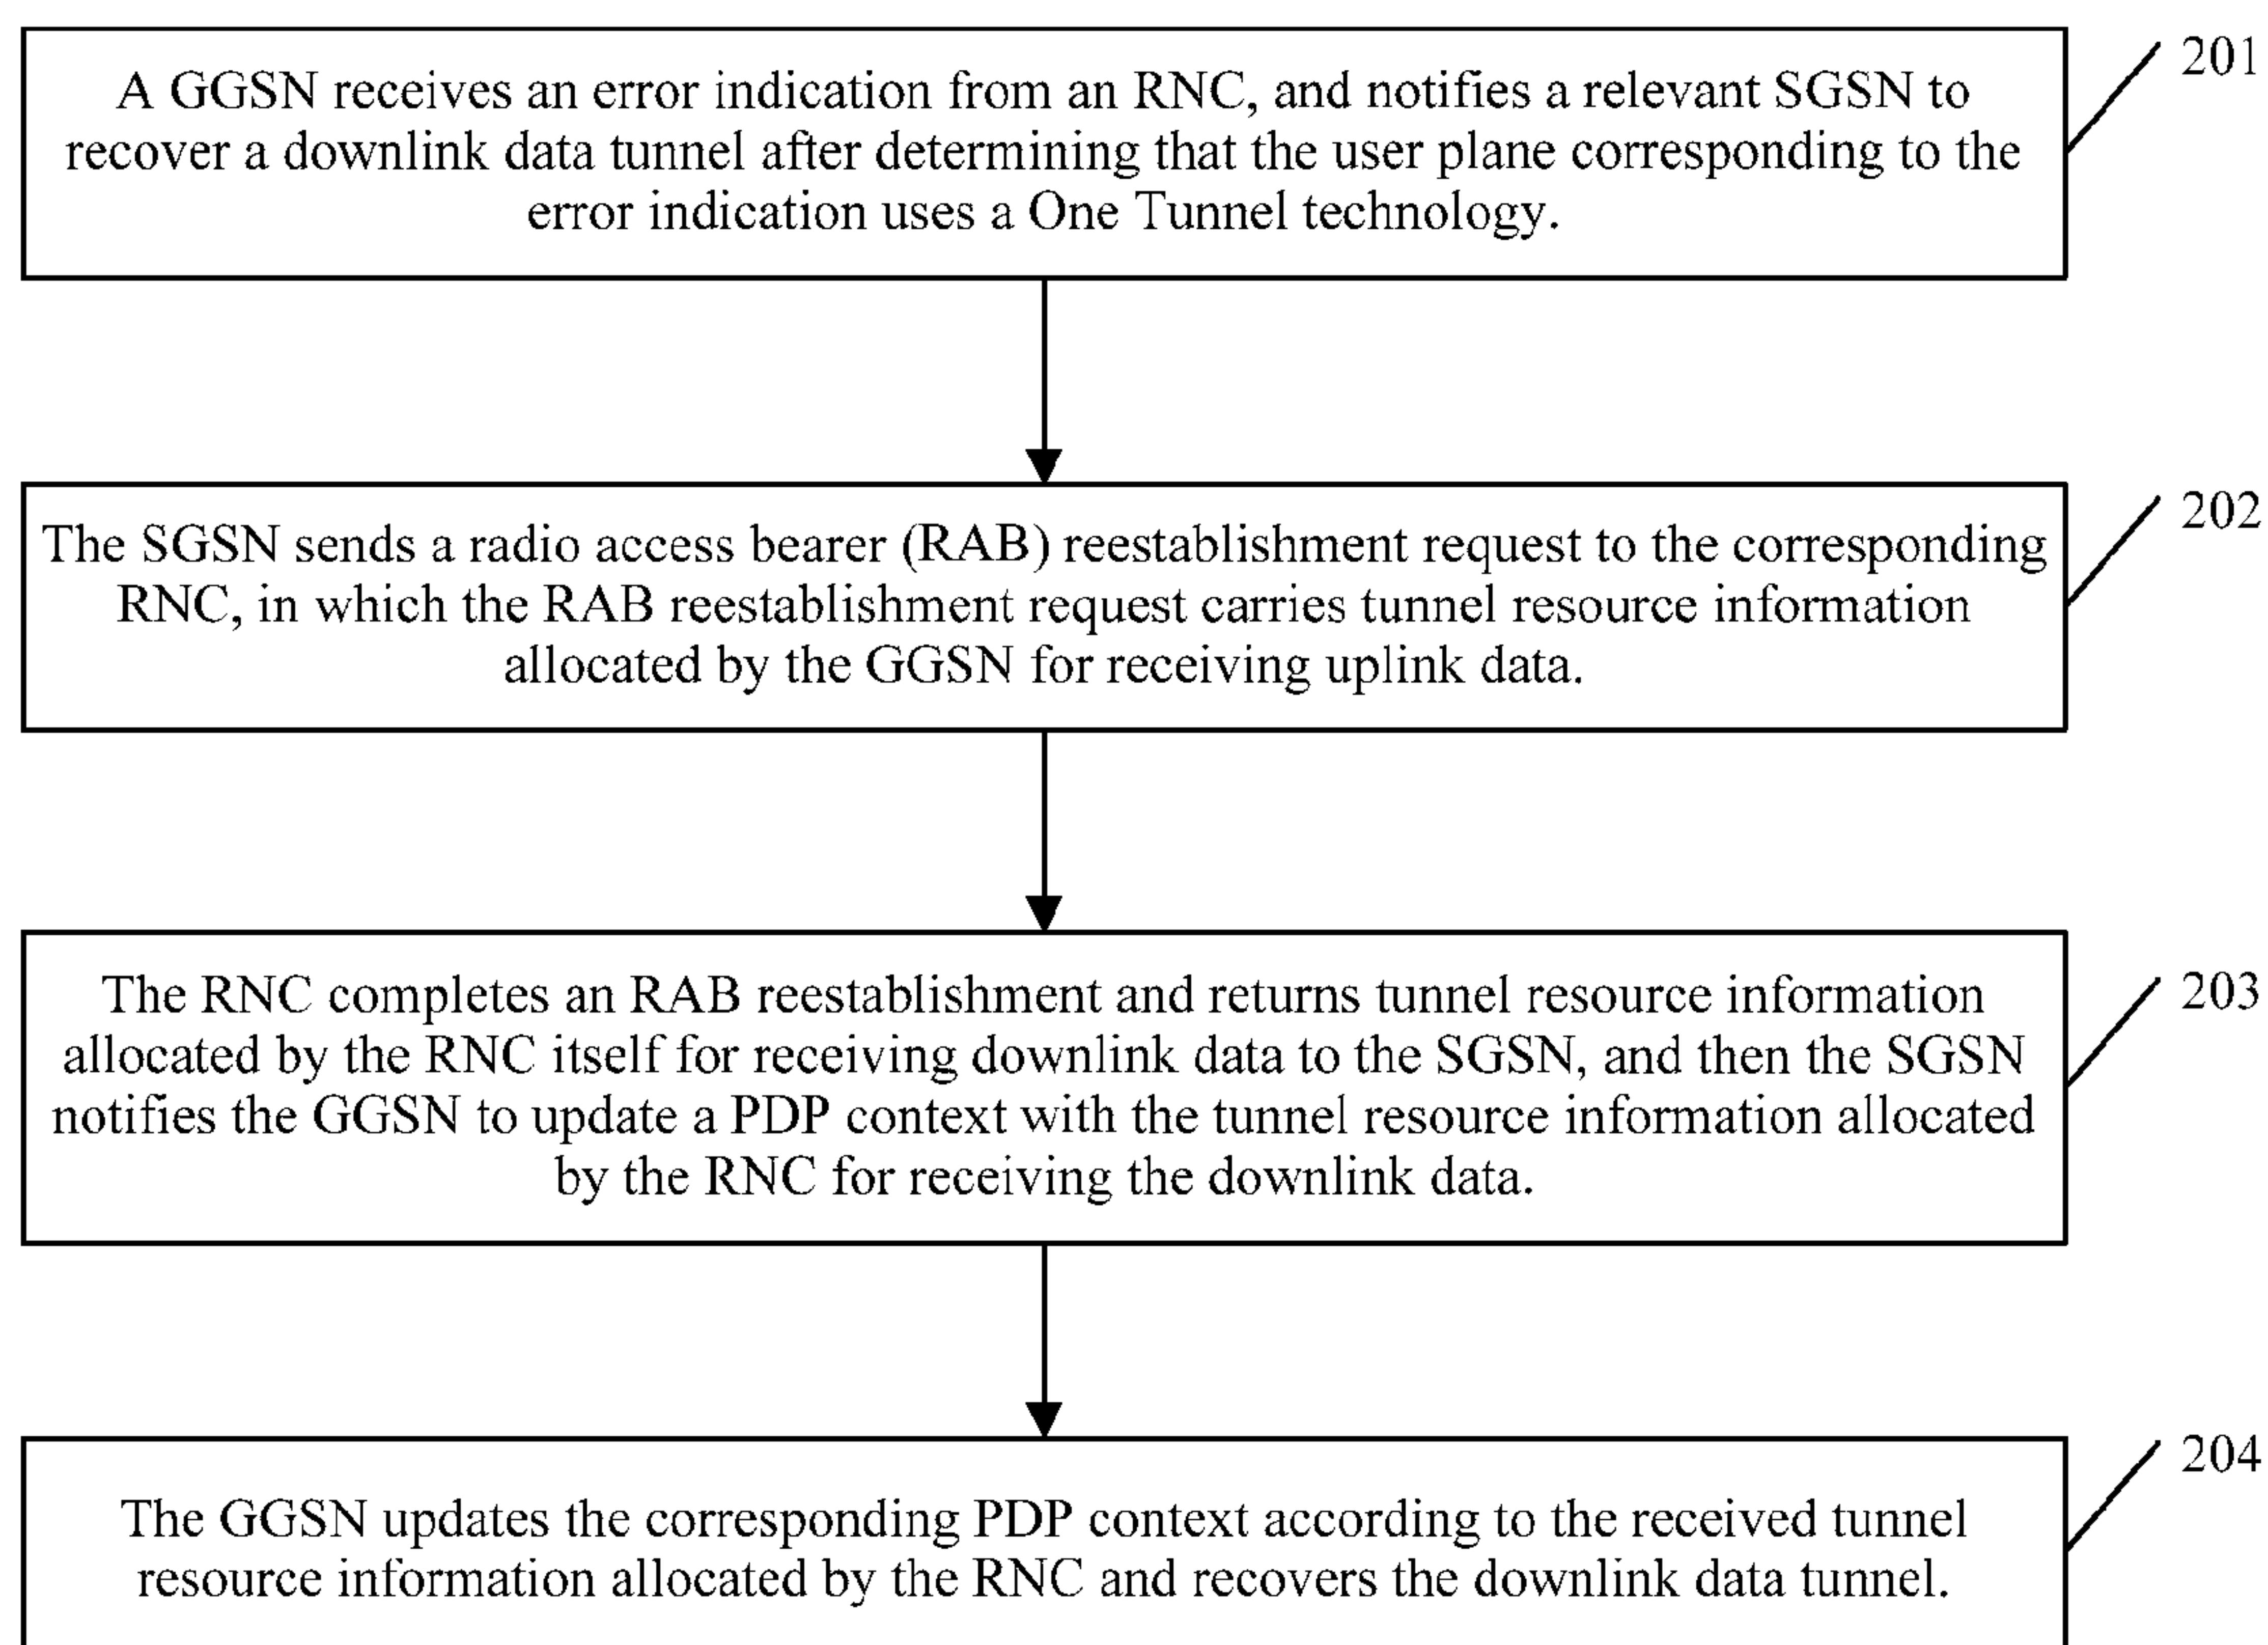 A GGSN receives an error indication from an RNC, and notifies a relevant SGSN to
recover a downlink data tunnel after determining that the user plane corresponding to the
error indication uses a One Tunnel technology.
201
The SGSN sends a radio access bearer (RAB) reestablishment request to the corresponding
RNC, in which the RAB reestablishment request carries tunnel resource information
allocated by the GGSN for receiving uplink data.
202
The RNC completes an RAB reestablishment and returns tunnel resource information
allocated by the RNC itself for receiving downlink data to the SGSN, and then the SGSN
notifies the GGSN to update a PDP context with the tunnel resource information allocated
by the RNC for receiving the downlink data.
203
The GGSN updates the corresponding PDP context according to the received tunnel
resource information allocated by the RNC and recovers the downlink data tunnel.
204